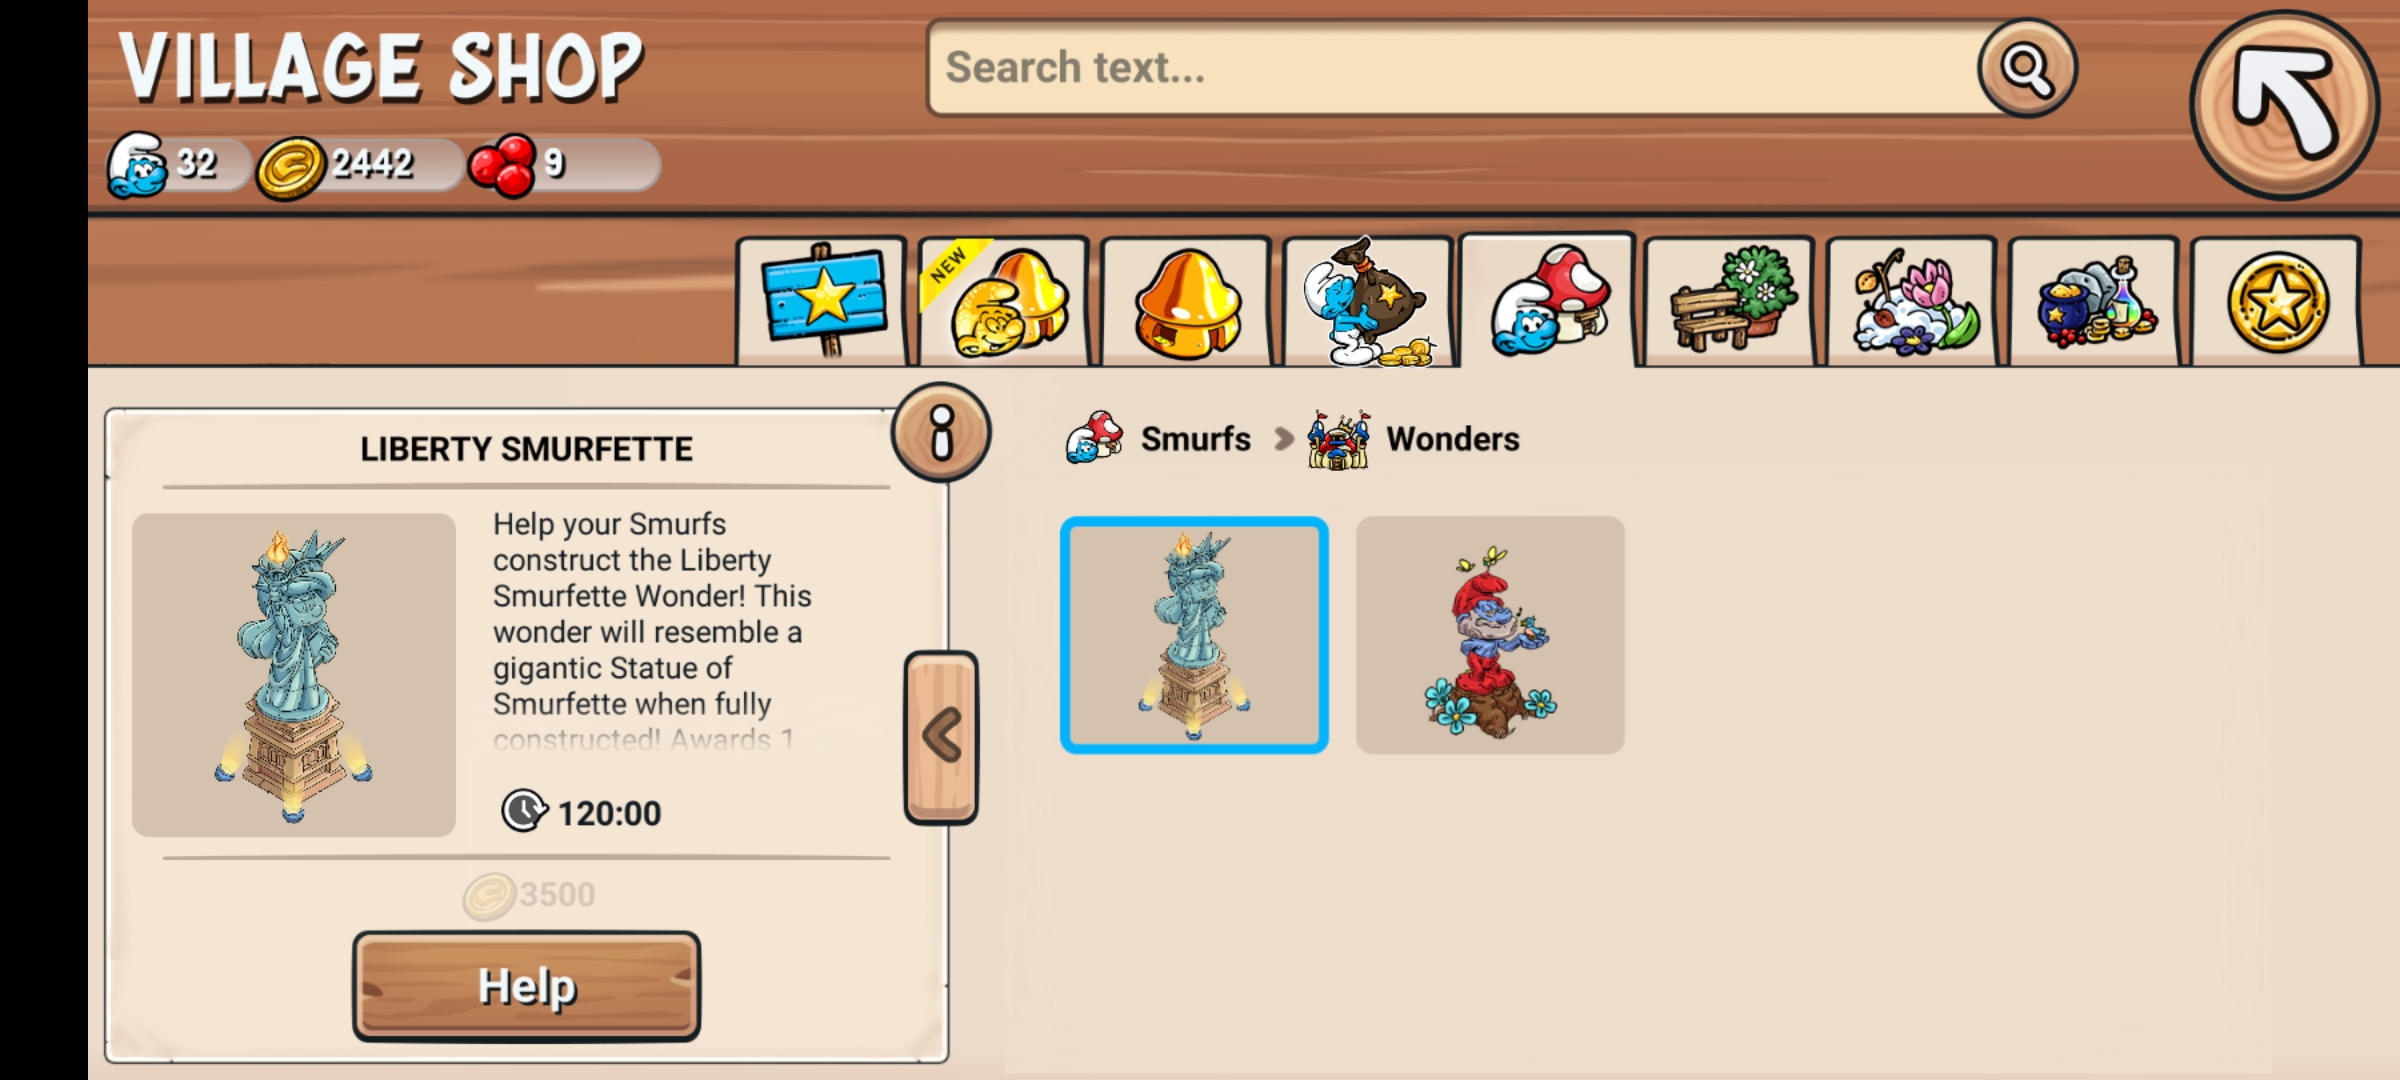 VILLAGE SHOP
Search text...
32
2442
9
NEW
LIBERTY SMURFETTE
Help your Smurfs
construct the Liberty
Smurfette Wonder! This
wonder will resemble a
gigantic Statue of
Smurfette when fully
constructed! Awards 1
120:00
3500
Help
Smurfs
Wonders